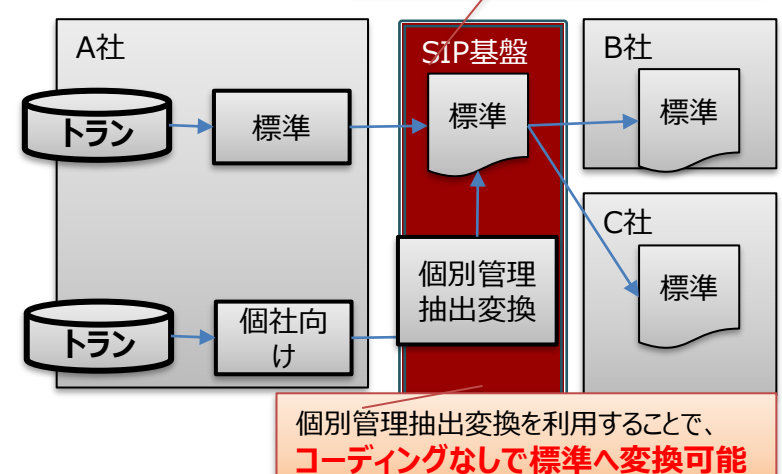 A社
SIP基盤
B社
トラン
標準
標準
標準
C社
個別管理
抽出変換
標準
トラン
個社向
け
個別管理抽出変換を利用することで、
コーディングなしで標準へ変換可能